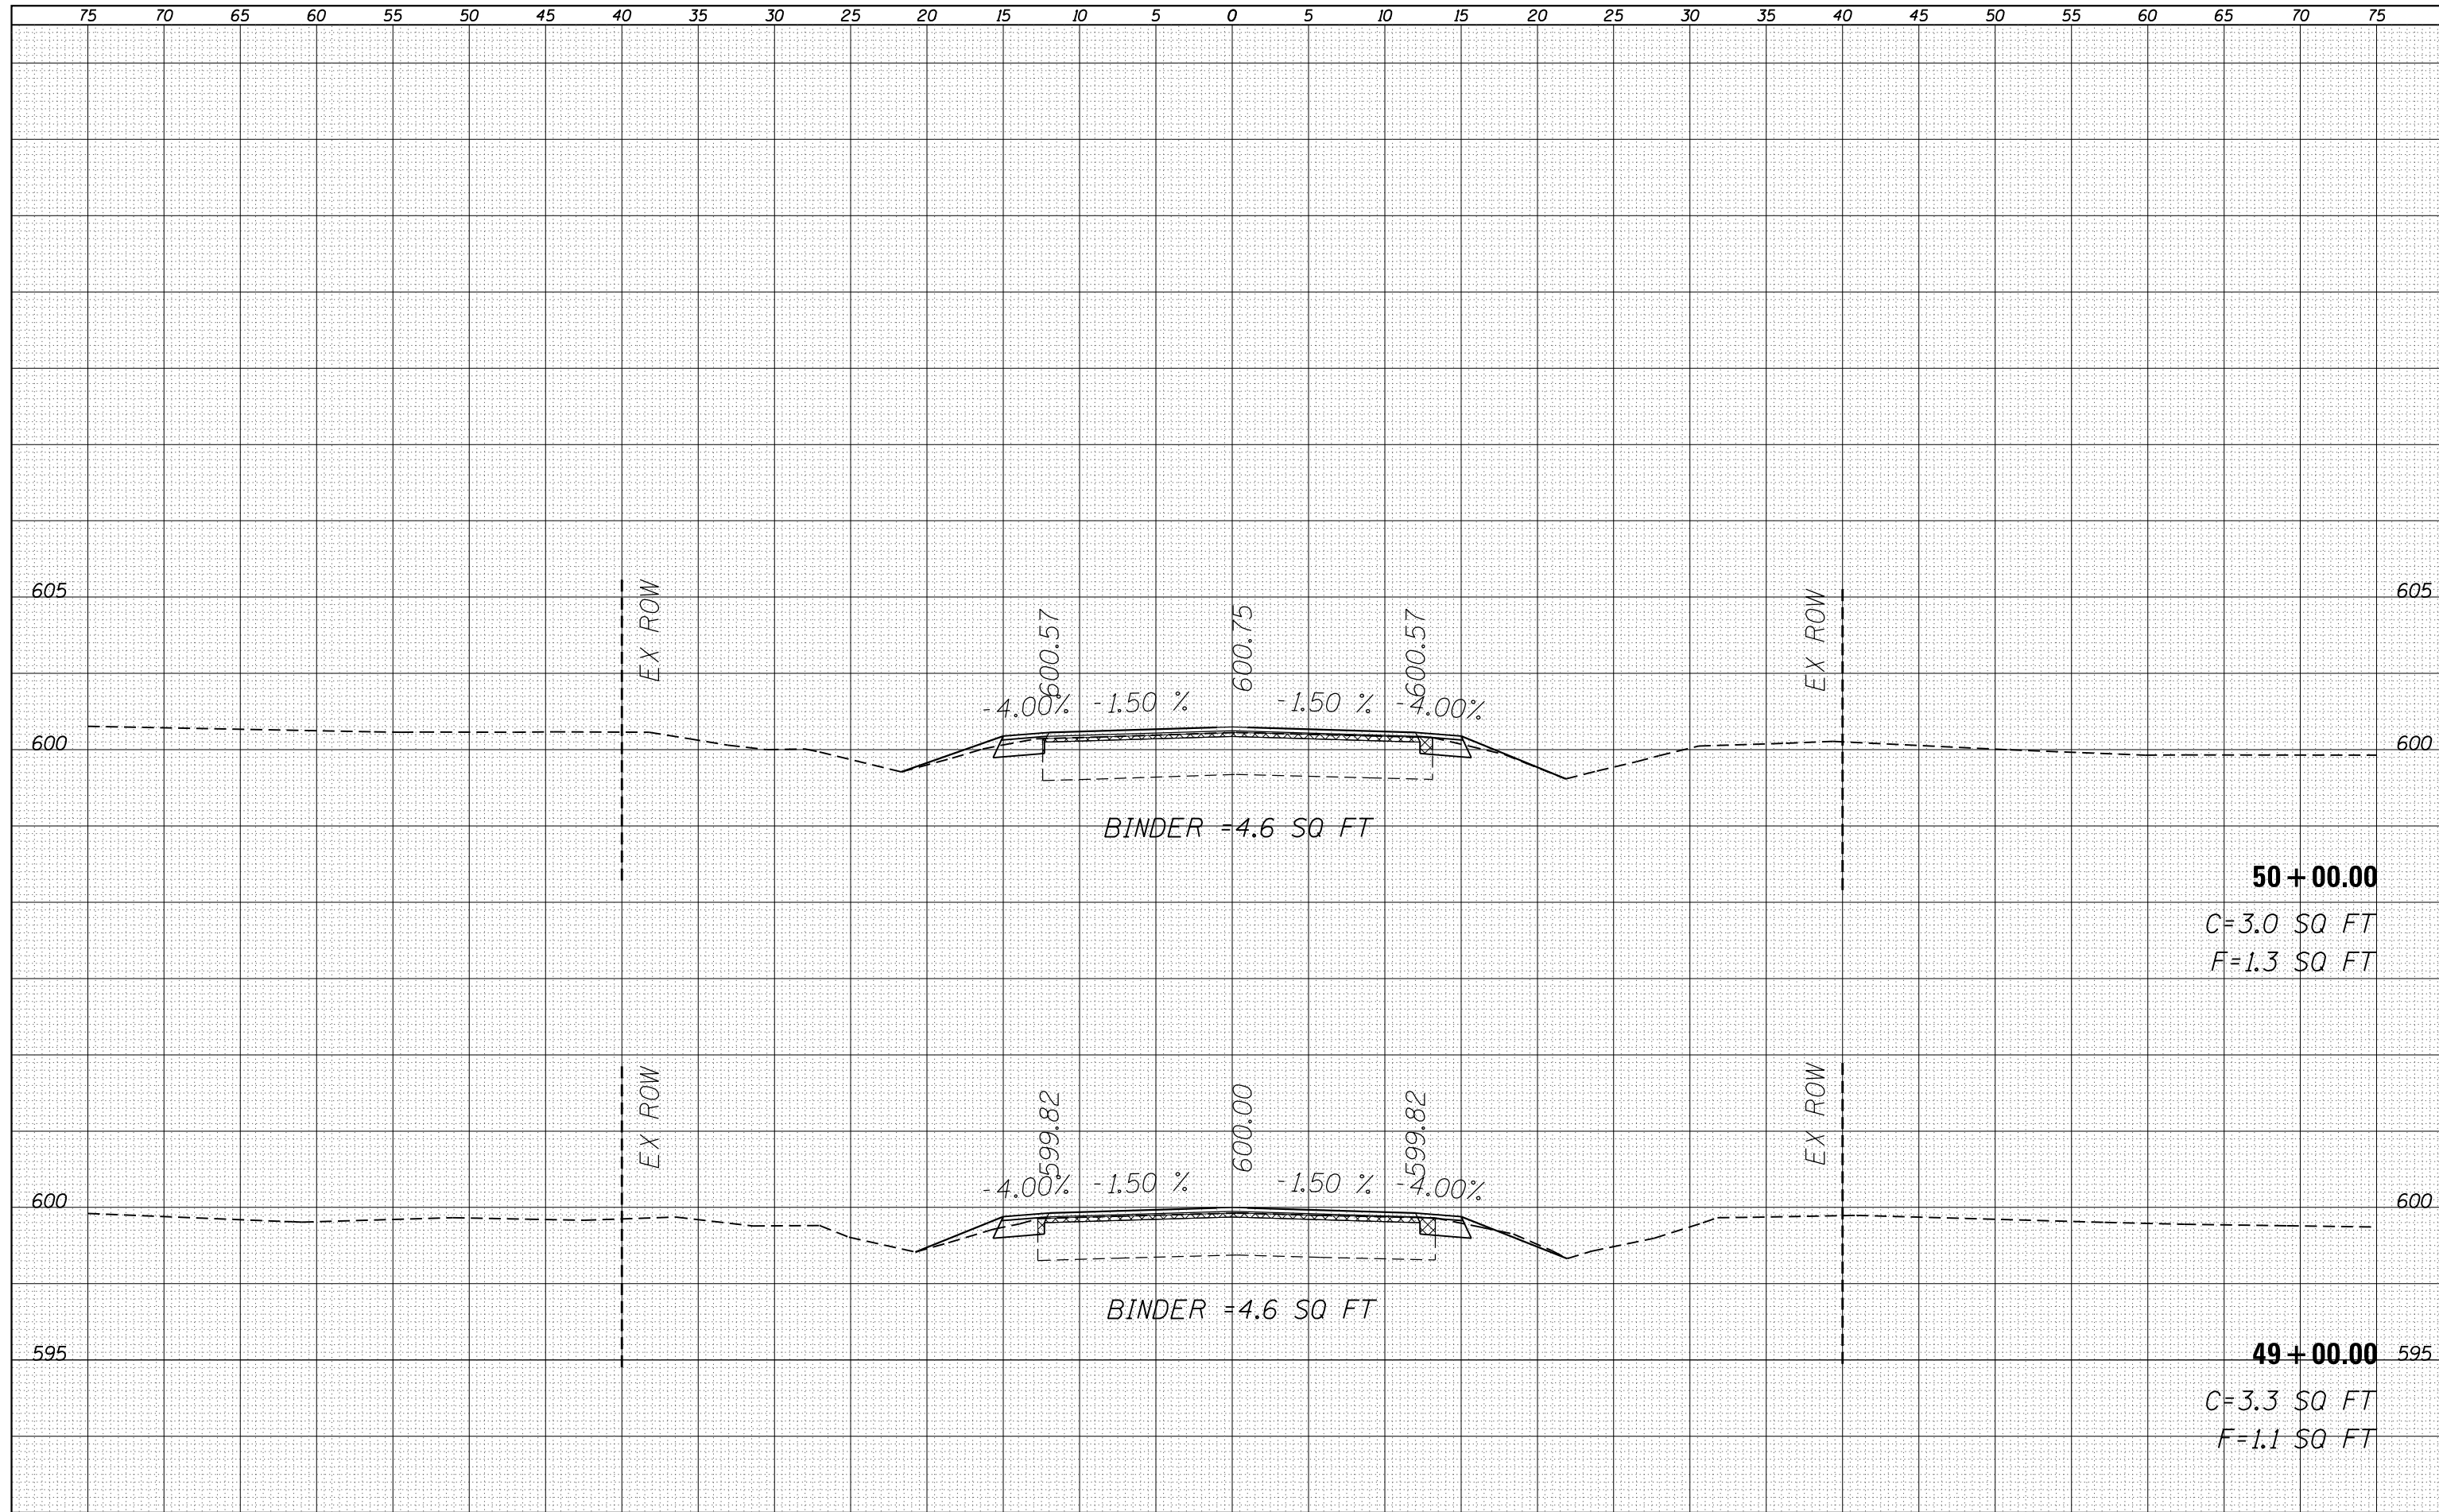 75 70 65 60 55 50 45 40 35 30 25 20 15 10 5 0 5 10 15 20 25 30 35 40 45 50 55 60 65 70 75
605 605
EX ROW 600.57 600.75 600.57 EX ROW
-4.00% -1.50 % -1.50 % -4.00%
600 600
BINDER =4.6 SQ FT
50+00.00
C=3.0 SQ FT
F=1.3 SQ FT
EX ROW 599.82 600.00 599.82 EX ROW
-4.00% -1.50 % -1.50 % -4.00%
600 600
BINDER =4.6 SQ FT
595 49+00.00 595
C=3.3 SQ FT
F=1.1 SQ FT